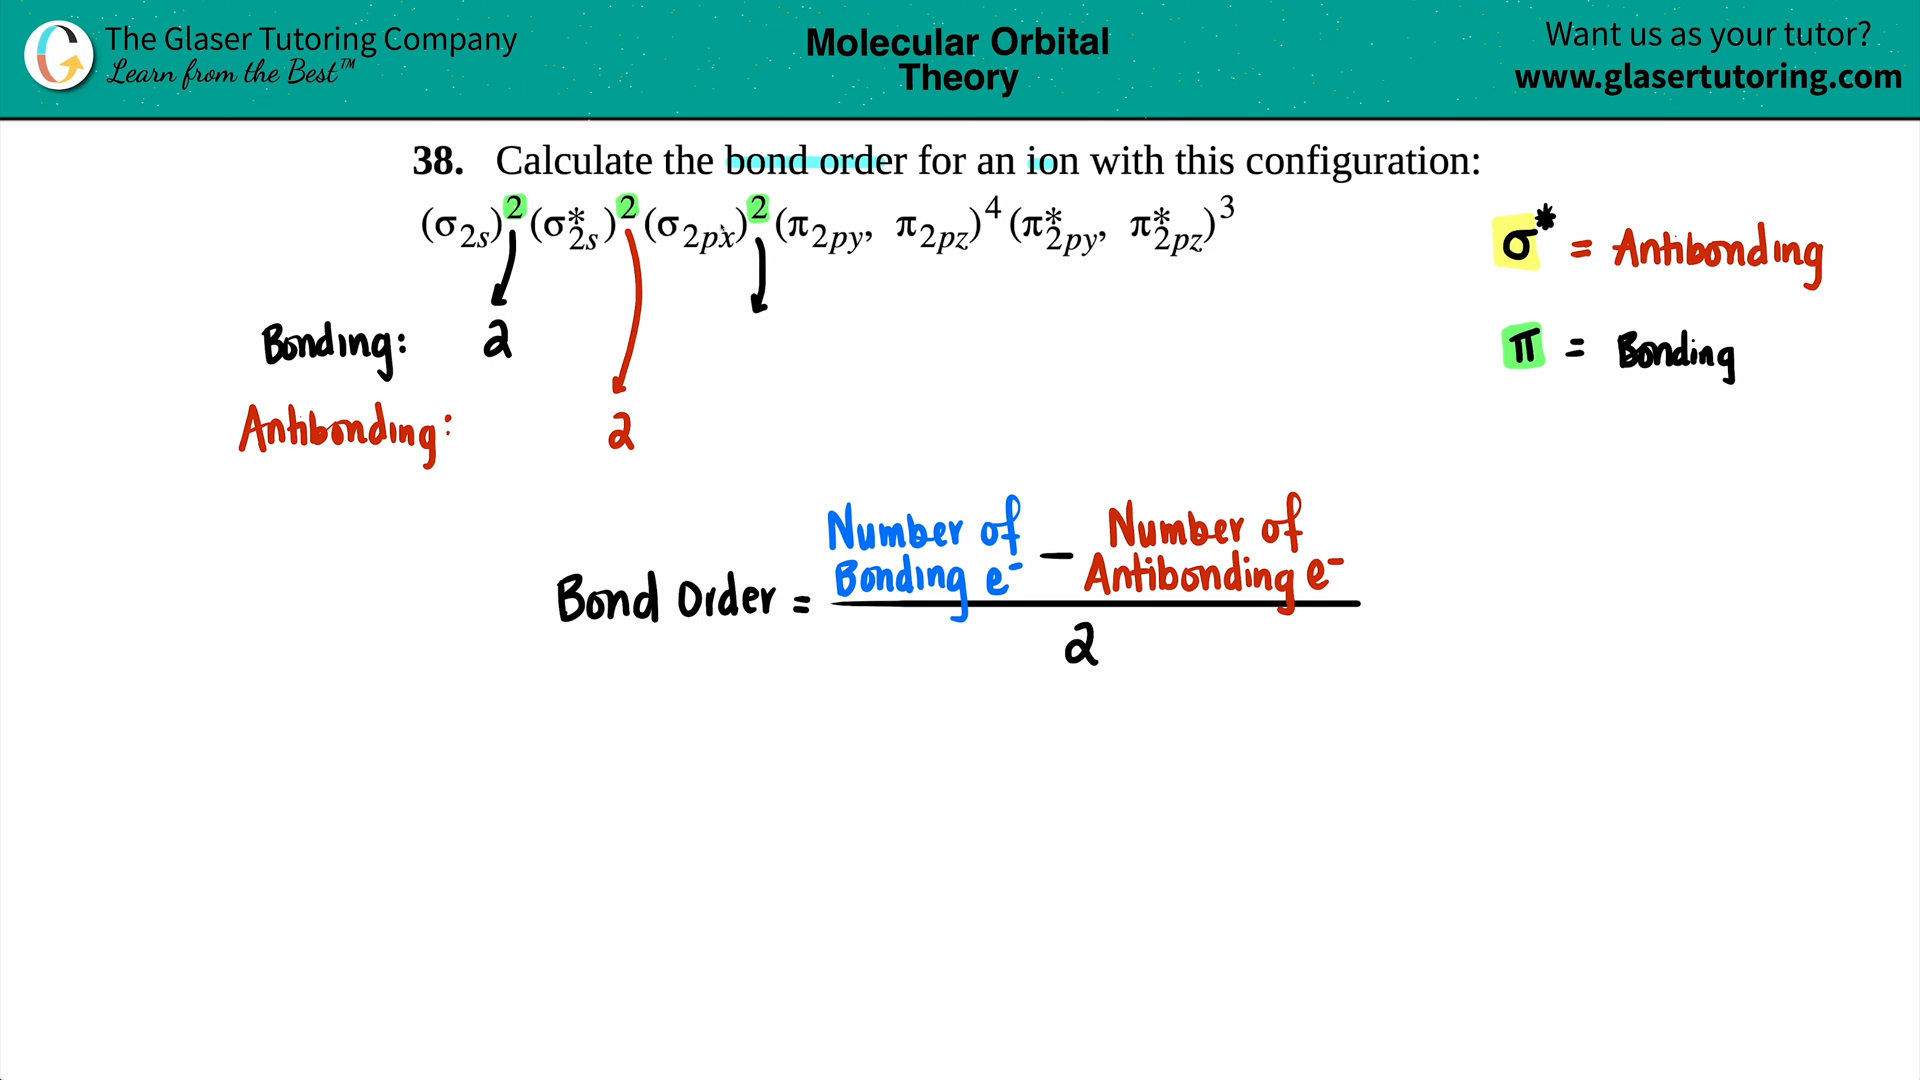 The Glaser Tutoring Company
Learn from the Best™
Molecular Orbital
Theory
Want us as your tutor?
www.glasertutoring.com
38. Calculate the bond order for an ion with this configuration:
(σ2s)²(σ*2s)²(σ2px)²(π2py, π2pz)⁴(π*2py, π*2pz)³
σ* = Antibonding
π = Bonding
Bonding: 2
Antibonding: 2
Bond Order = 
Number of Bonding e⁻ − Number of Antibonding e⁻
2